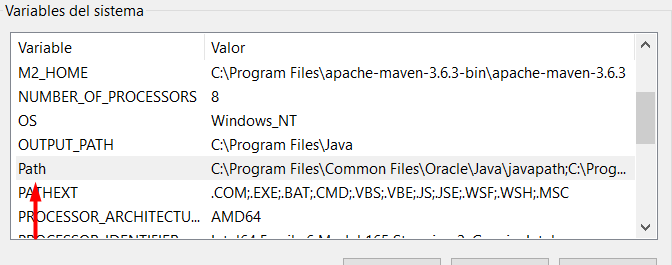 Variables del sistema
Variable Valor
M2_HOME C:\Program Files\apache-maven-3.6.3-bin\apache-maven-3.6.3
NUMBER_OF_PROCESSORS 8
OS Windows_NT
OUTPUT_PATH C:\Program Files\Java
Path C:\Program Files\Common Files\Oracle\Java\javapath;C:\Prog...
PATHEXT .COM;.EXE;.BAT;.CMD;.VBS;.VBE;.JS;.JSE;.WSF;.WSH;.MSC
PROCESSOR_ARCHITECTU... AMD64
PROCESSOR_IDENTIFIER